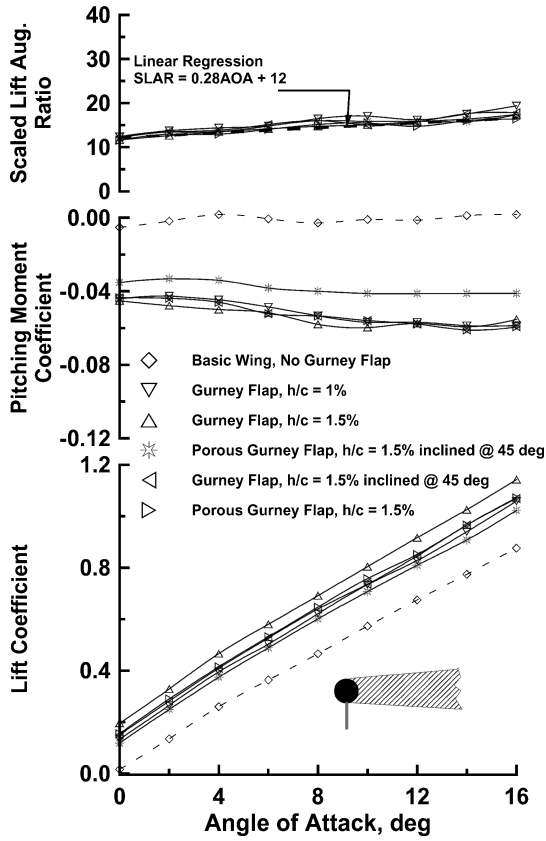 Scaled Lift Aug.
Ratio
40
30
20
10
0
Linear Regression
SLAR = 0.28AOA + 12
Pitching Moment
Coefficient
0.00
-0.04
-0.08
-0.12
Basic Wing, No Gurney Flap
Gurney Flap, h/c = 1%
Gurney Flap, h/c = 1.5%
Porous Gurney Flap, h/c = 1.5% inclined @ 45 deg
Gurney Flap, h/c = 1.5% inclined @ 45 deg
Porous Gurney Flap, h/c = 1.5%
Lift Coefficient
1.2
0.8
0.4
0.0
0 4 8 12 16
Angle of Attack, deg